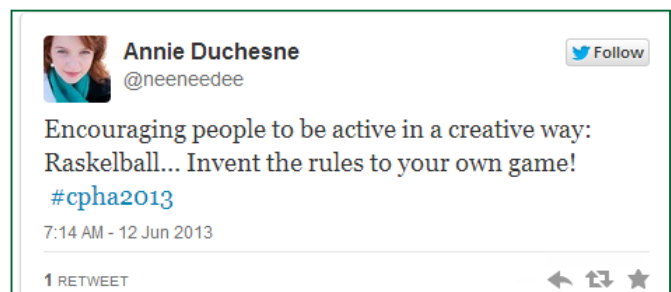 Annie Duchesne
@neeneedee
Follow
Encouraging people to be active in a creative way:
Raskelball... Invent the rules to your own game!
#cpha2013
7:14 AM - 12 Jun 2013
1 RETWEET